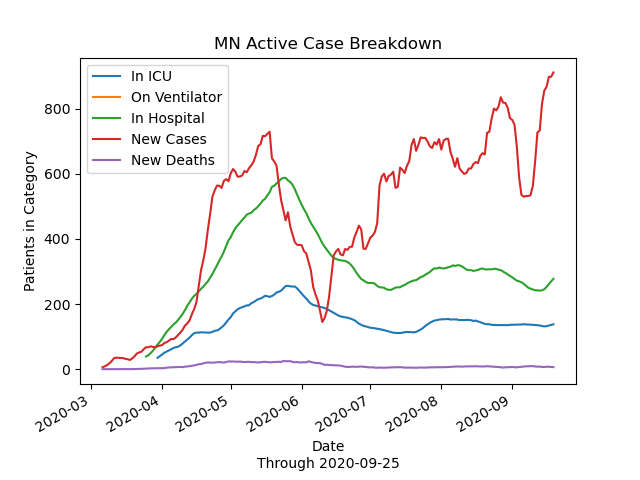 MN Active Case Breakdown
In ICU
On Ventilator
In Hospital
New Cases
New Deaths
Patients in Category
800
600
400
200
0
2020-03
2020-04
2020-05
2020-06
2020-07
2020-08
2020-09
Date
Through 2020-09-25